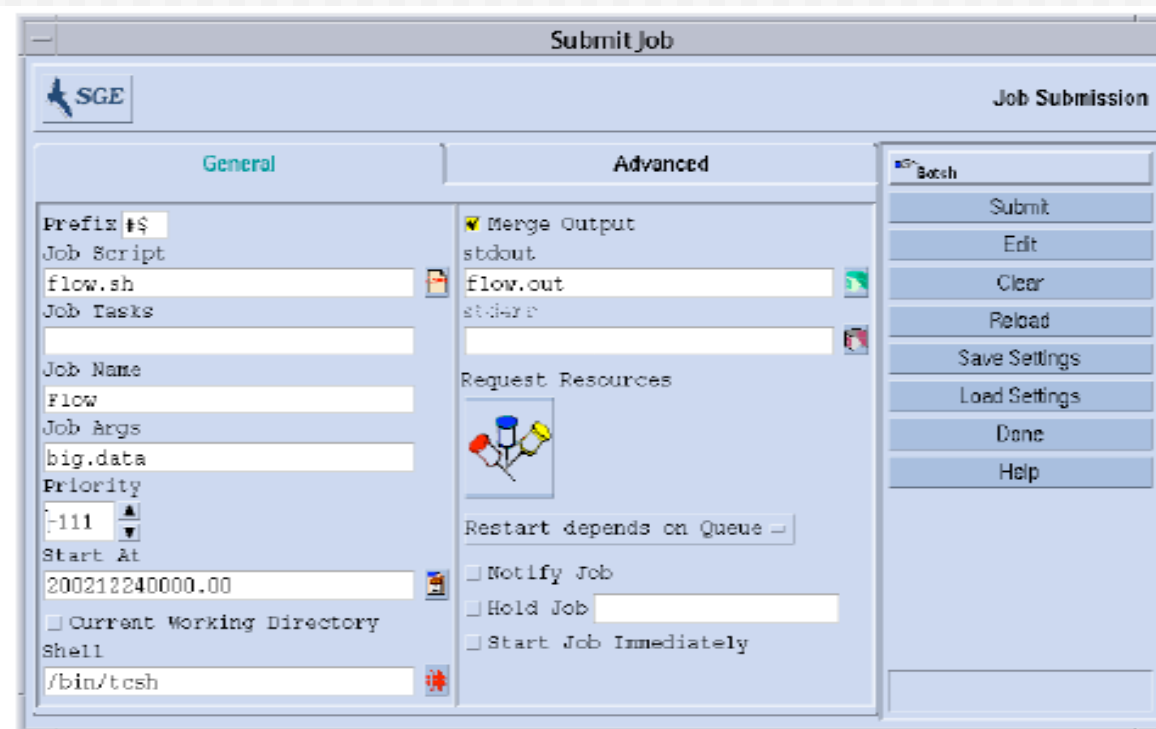 Submit Job
SGE
Job Submission
General
Advanced
Prefix #$
Job Script
flow.sh
Job Tasks
Job Name
Flow
Job Args
big.data
Priority
-111
Start At
200212240000.00
Current Working Directory
Shell
/bin/tcsh
Merge Output
stdout
flow.out
stderr
Request Resources
Restart depends on Queue
Notify Job
Hold Job
Start Job Immediately
Batch
Submit
Edit
Clear
Reload
Save Settings
Load Settings
Done
Help